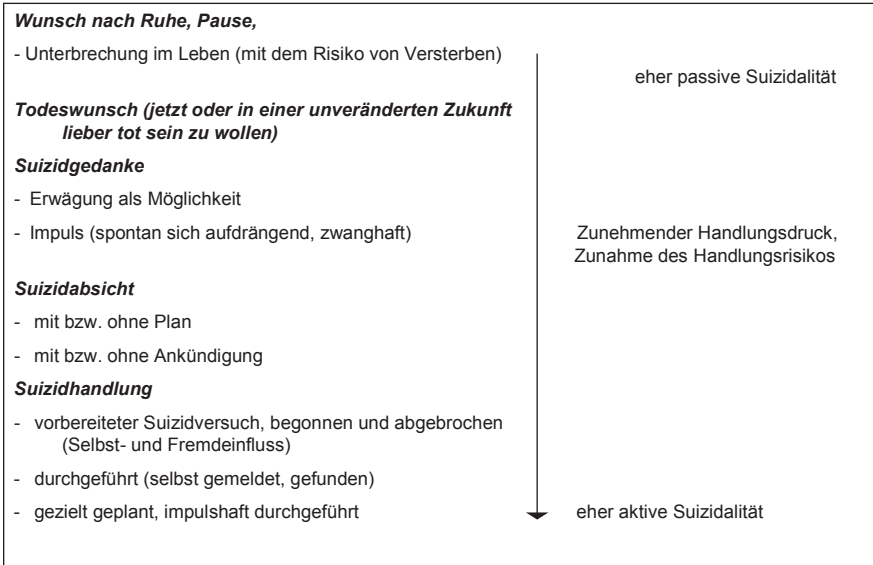 Wunsch nach Ruhe, Pause,
- Unterbrechung im Leben (mit dem Risiko von Versterben)
eher passive Suizidalität
Todeswunsch (jetzt oder in einer unveränderten Zukunft
lieber tot sein zu wollen)
Suizidgedanke
- Erwägung als Möglichkeit
- Impuls (spontan sich aufdrängend, zwanghaft)
Zunehmender Handlungsdruck,
Zunahme des Handlungsrisikos
Suizidabsicht
- mit bzw. ohne Plan
- mit bzw. ohne Ankündigung
Suizidhandlung
- vorbereiteter Suizidversuch, begonnen und abgebrochen
(Selbst- und Fremdeinfluss)
- durchgeführt (selbst gemeldet, gefunden)
- gezielt geplant, impulshaft durchgeführt
eher aktive Suizidalität